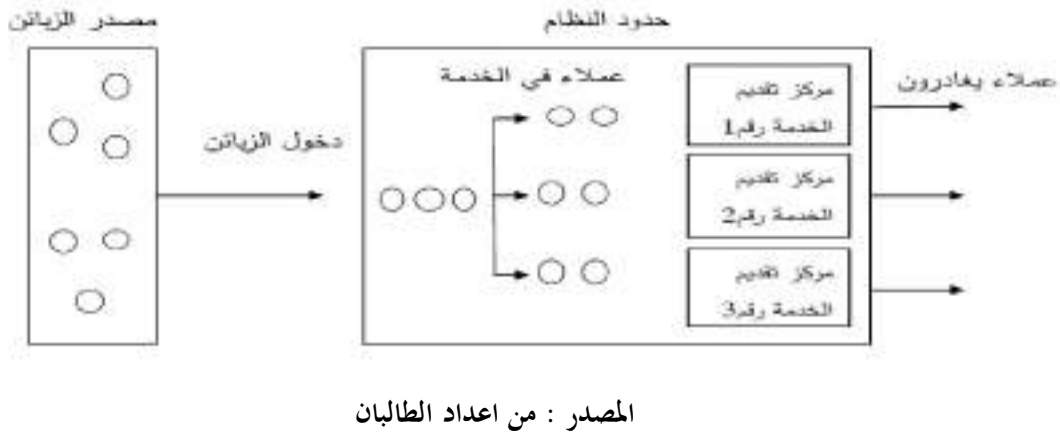 مصدر الزبائن
حدود النظام
عملاء في الخدمة
مركز تقديم
الخدمة رقم1
عملاء يغادرون
دخول الزبائن
مركز تقديم
الخدمة رقم2
مركز تقديم
الخدمة رقم3
المصدر : من اعداد الطالبان